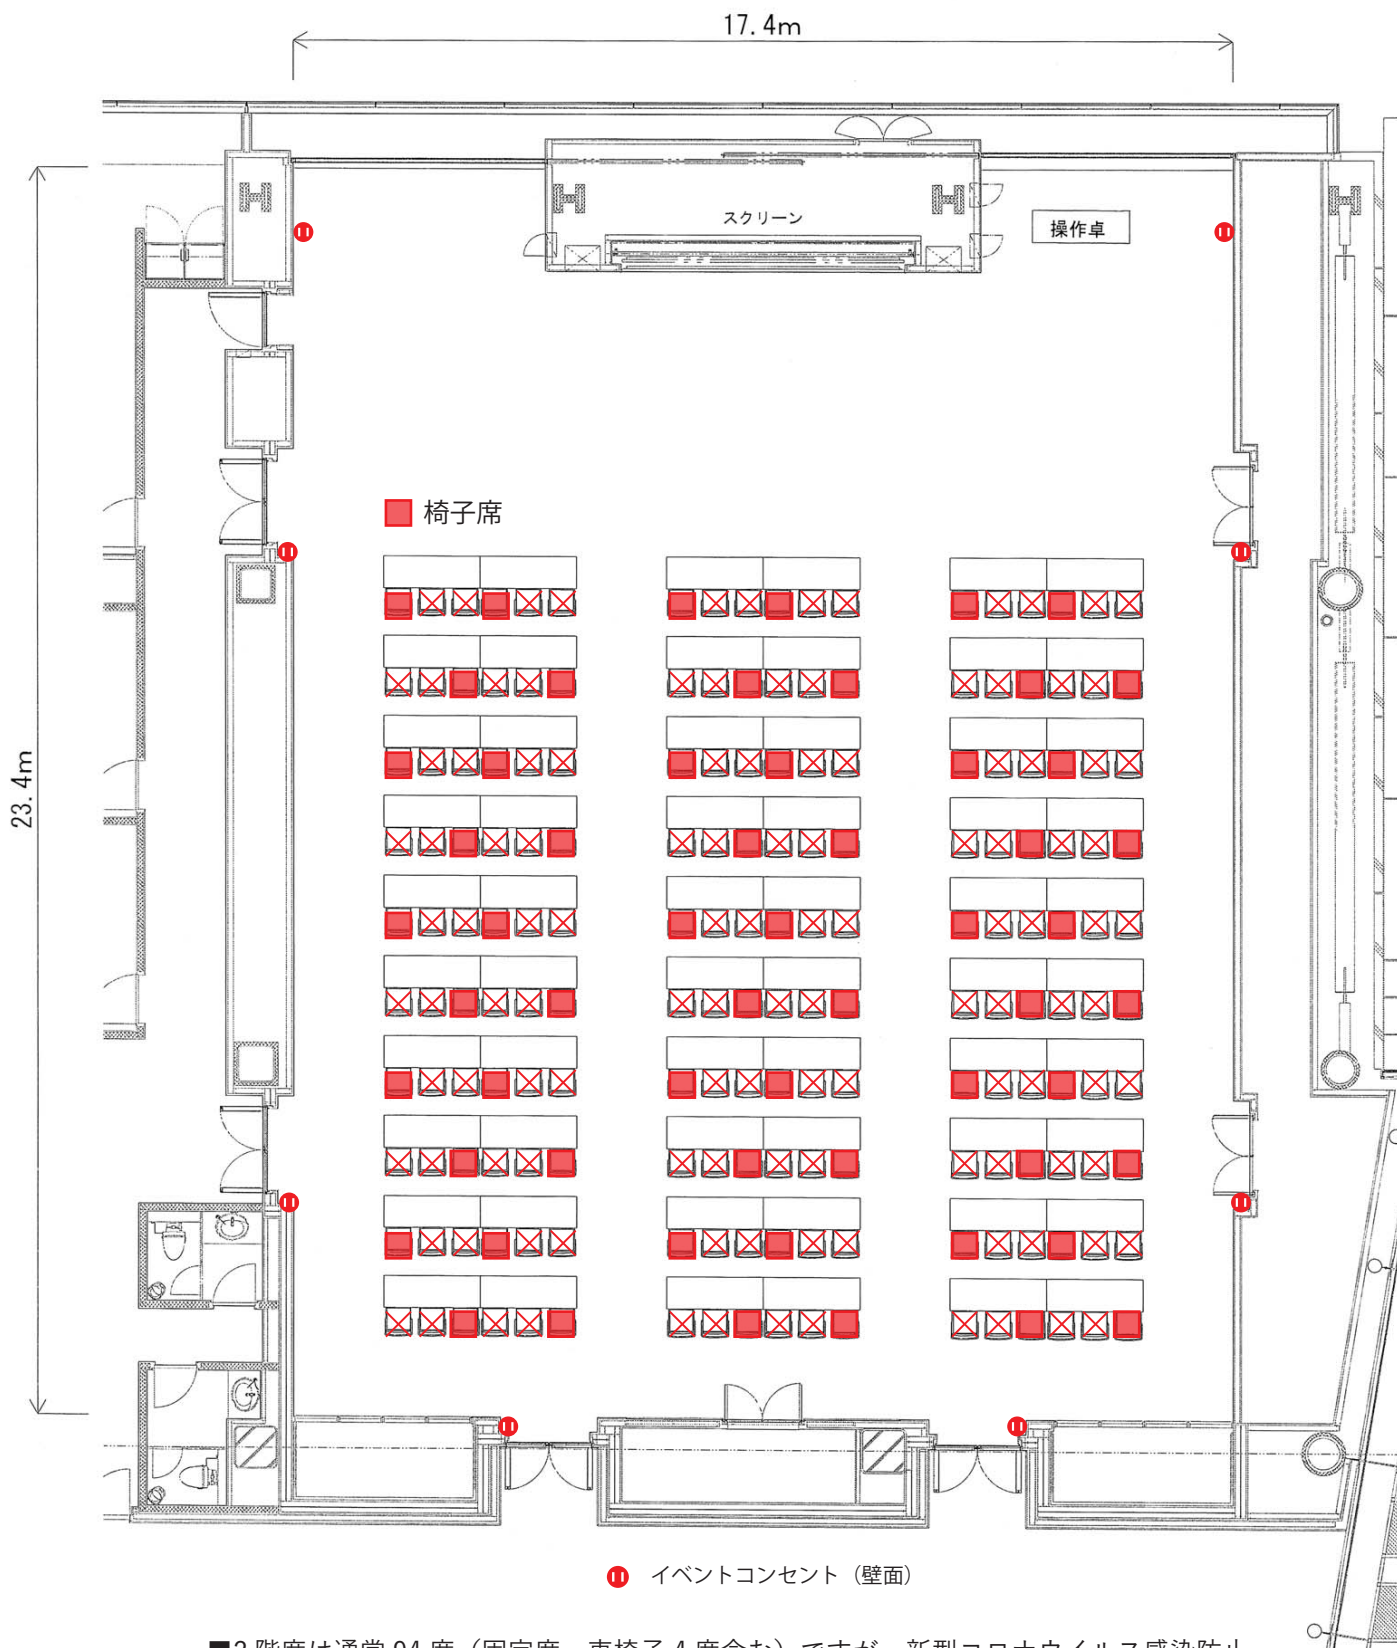 17.4m
スクリーン
操作卓
椅子席
23.4m
イベントコンセント（壁面）